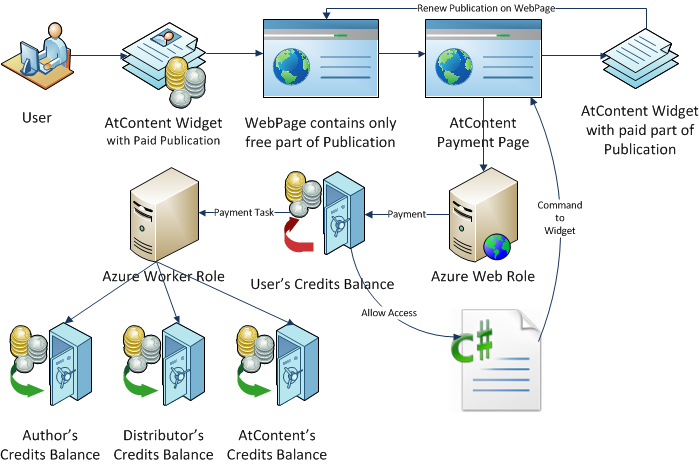 Renew Publication on WebPage
User
AtContent Widget
with Paid Publication
WebPage contains only
free part of Publication
AtContent
Payment Page
AtContent Widget
with paid part of
Publication
Command
to
Widget
Payment Task
Payment
Azure Worker Role
User's Credits Balance
Azure Web Role
Allow Access
C#
Author's
Credits Balance
Distributor's
Credits Balance
AtContent's
Credits Balance